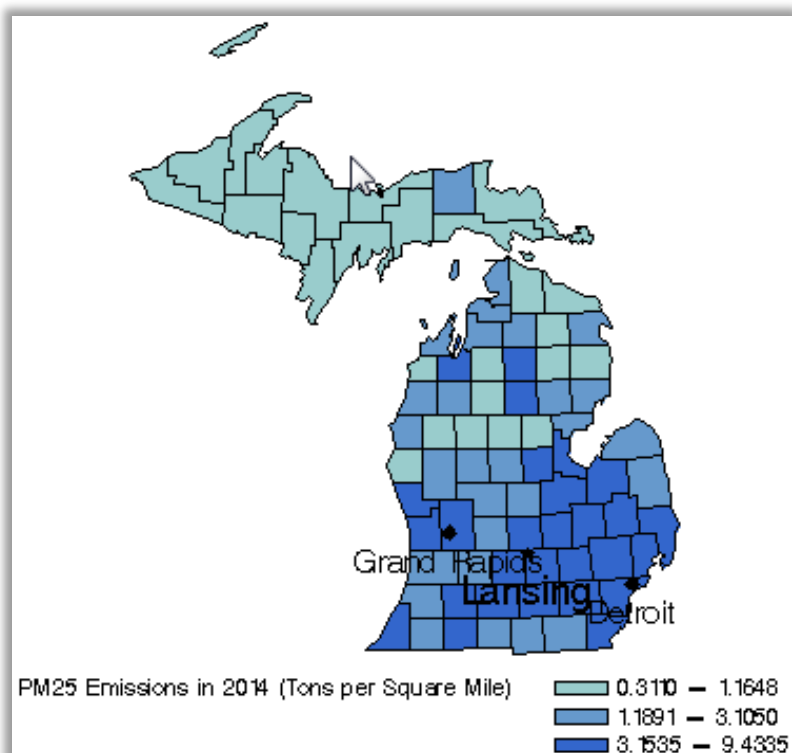 Grand Rapids
Lansing
Detroit
PM25 Emissions in 2014 (Tons per Square Mile)
0.3110 – 1.1648
1.1891 – 3.1050
3.1535 – 9.4335